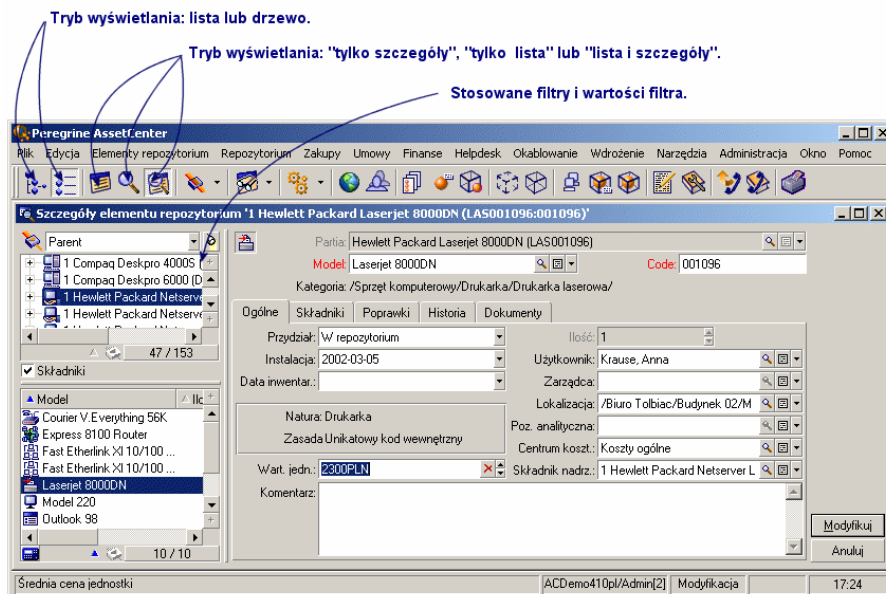 Tryb wyświetlania: lista lub drzewo.
Tryb wyświetlania: "tylko szczegóły", "tylko lista" lub "lista i szczegóły".
Stosowane filtry i wartości filtra.
Peregrine AssetCenter
Plik Edycja Elementy repozytorium Repozytorium Zakupy Umowy Finanse Helpdesk Okablowanie Wdrożenie Narzędzia Administracja Okno Pomoc
Szczegóły elementu repozytorium '1 Hewlett Packard Laserjet 8000DN (LAS001096:001096)'
Parent
Partia: Hewlett Packard Laserjet 8000DN (LAS001096)
1 Compaq Deskpro 4000S (
Model: Laserjet 8000DN
Code: 001096
1 Compaq Deskpro 6000 (D
1 Hewlett Packard Netserve
Kategoria: /Sprzęt komputerowy/Drukarka/Drukarka laserowa/
1 Hewlett Packard Netserve
Ogólne Składniki Poprawki Historia Dokumenty
47 / 153
Przydział: W repozytorium
Ilość: 1
Składniki
Instalacja: 2002-03-05
Użytkownik: Krause, Anna
Data inwentar.:
Zarządca:
Model
Lokalizacja: /Biuro Tolbiac/Budynek 02/M
Courier V.Everything 56K
Natura: Drukarka
Poz. analityczna:
Express 8100 Router
Zasada Unikatowy kod wewnętrzny
Fast Etherlink Xl 10/100 ...
Centrum koszt.: Koszty ogólne
Fast Etherlink Xl 10/100 ...
Wart. jedn.: 2300PLN
Składnik nadrz.: 1 Hewlett Packard Netserver L
Laserjet 8000DN
Komentarz:
Model 220
Outlook 98
Modyfikuj
10 / 10
Anuluj
Średnia cena jednostki
ACDemo410pl/Admin[2] Modyfikacja 17:24